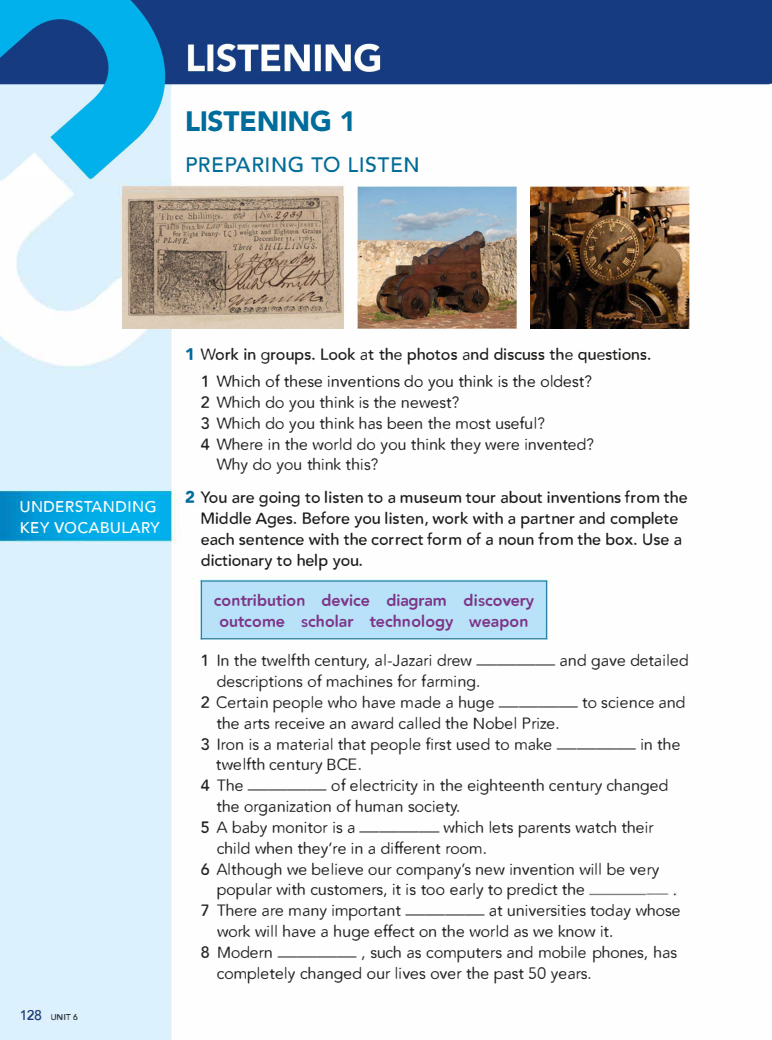 LISTENING
LISTENING 1
PREPARING TO LISTEN
Three Shillings.
No. 2939
December 31, 1763.
Three SHILLINGS.
1 Work in groups. Look at the photos and discuss the questions.
1 Which of these inventions do you think is the oldest?
2 Which do you think is the newest?
3 Which do you think has been the most useful?
4 Where in the world do you think they were invented?
Why do you think this?
UNDERSTANDING
KEY VOCABULARY
2 You are going to listen to a museum tour about inventions from the
Middle Ages. Before you listen, work with a partner and complete
each sentence with the correct form of a noun from the box. Use a
dictionary to help you.
contribution device diagram discovery
outcome scholar technology weapon
1 In the twelfth century, al-Jazari drew ________ and gave detailed
descriptions of machines for farming.
2 Certain people who have made a huge ________ to science and
the arts receive an award called the Nobel Prize.
3 Iron is a material that people first used to make ________ in the
twelfth century BCE.
4 The ________ of electricity in the eighteenth century changed
the organization of human society.
5 A baby monitor is a ________ which lets parents watch their
child when they're in a different room.
6 Although we believe our company's new invention will be very
popular with customers, it is too early to predict the ________ .
7 There are many important ________ at universities today whose
work will have a huge effect on the world as we know it.
8 Modern ________ , such as computers and mobile phones, has
completely changed our lives over the past 50 years.
128 UNIT 6